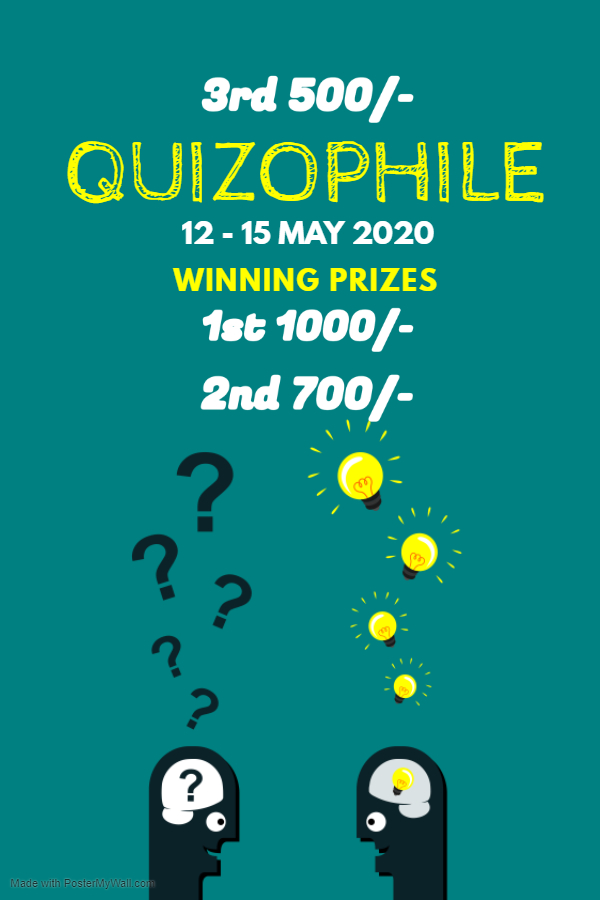 3rd 500/-
QUIZOPHILE
12 - 15 MAY 2020
WINNING PRIZES
1st 1000/-
2nd 700/-
?
?
?
?
?
?
Made with PosterMyWall.com